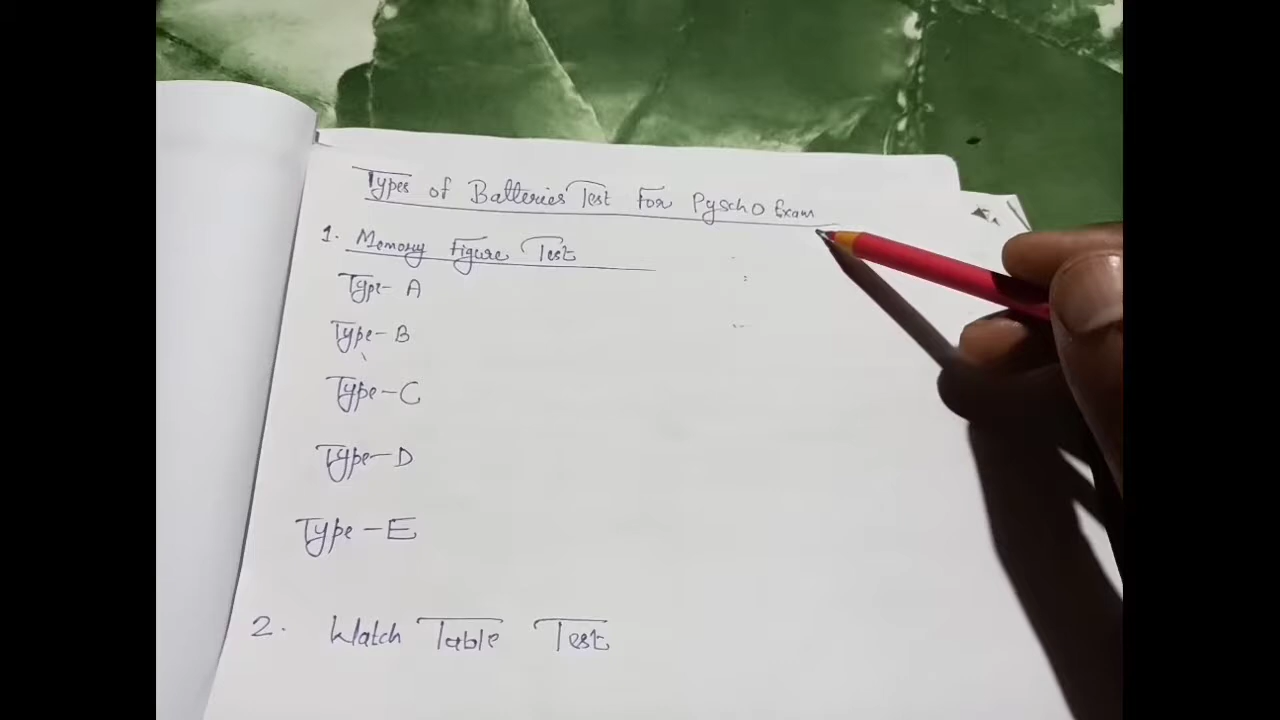 Types of Batteries Test For Pyscho Exam
1. Memory Figure Test
Type- A
Type- B
Type- C
Type- D
Type - E
2. Watch Table Test